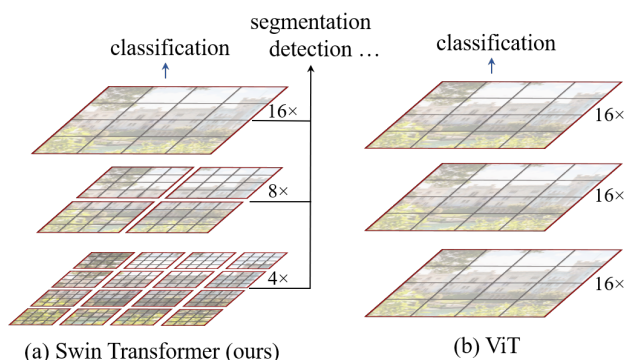 segmentation
classification
detection ...
classification
16×
16×
8×
16×
4×
16×
(a) Swin Transformer (ours)
(b) ViT